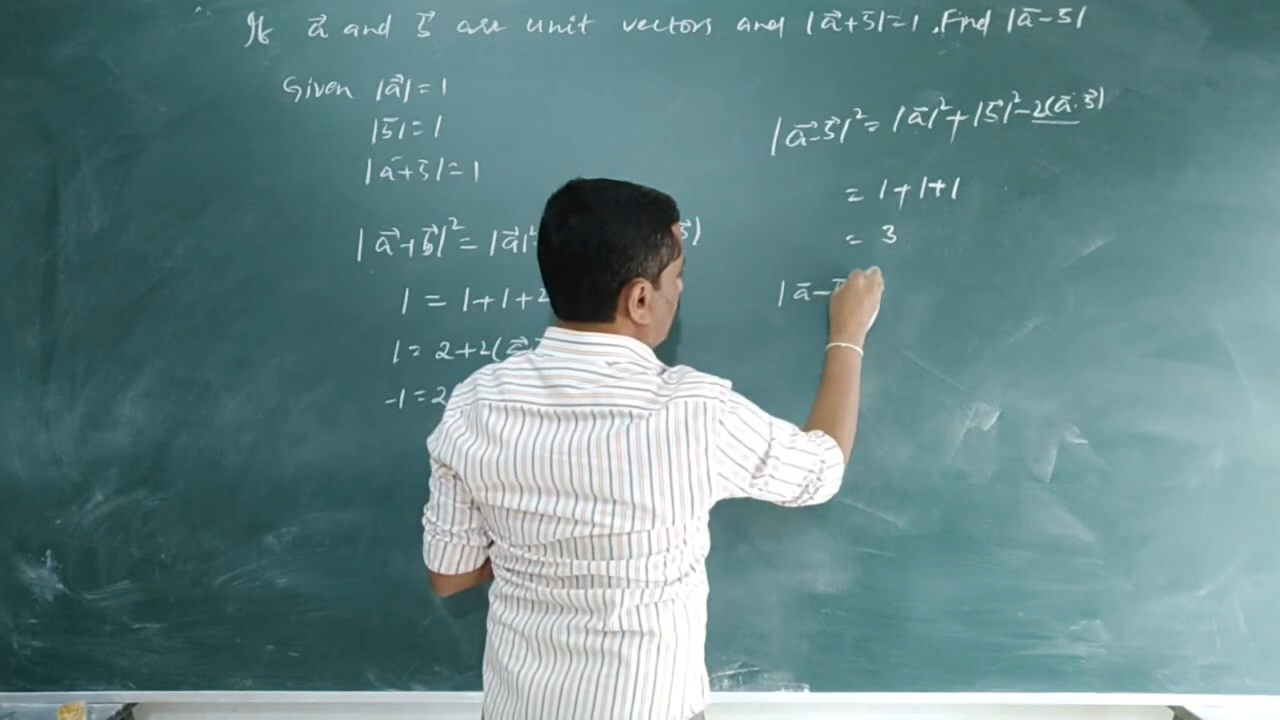 If a⃗ and b⃗ are unit vectors and |a⃗+b̄|=1, Find |ā-b̄|
Given |a⃗| = 1
|b̄| = 1
|ā+b̄| = 1
|a⃗+b⃗|² = |a⃗|²
1 = 1+1+2
1 = 2+2(a⃗
-1 = 2
|a⃗-b⃗|² = |ā|²+|b⃗|²-2(ā·b⃗)
= 1+1+1
= 3
|ā-b̄